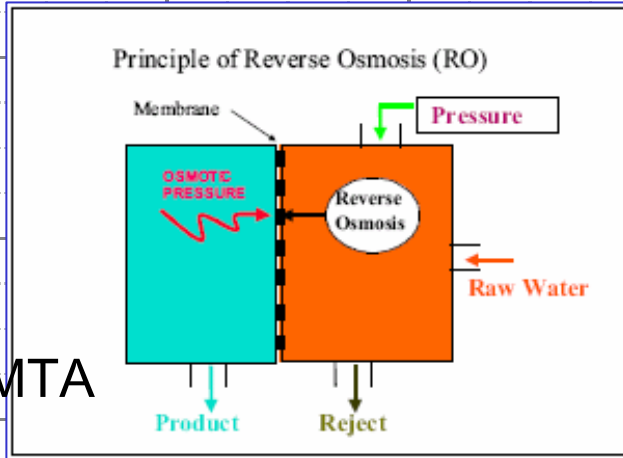 Principle of Reverse Osmosis (RO)
Membrane
Pressure
OSMOTIC
PRESSURE
Reverse
Osmosis
Raw Water
MTA
Product
Reject